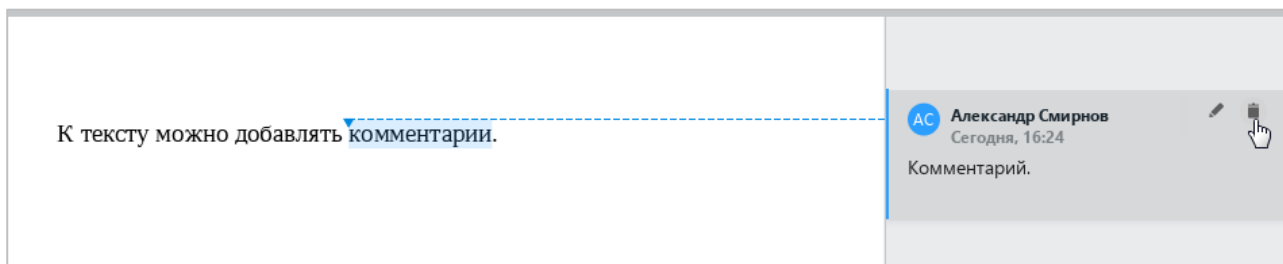 К тексту можно добавлять комментарии.
АС Александр Смирнов
Сегодня, 16:24
Комментарий.